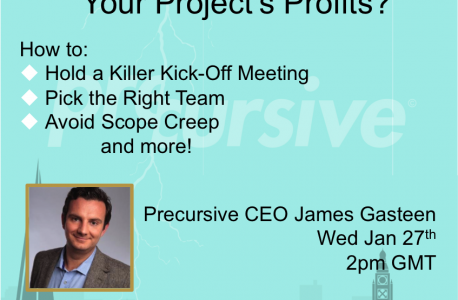 Your Project's Profits?
How to:
Hold a Killer Kick-Off Meeting
Pick the Right Team
Avoid Scope Creep
and more!
Precursive CEO James Gasteen
Wed Jan 27th
2pm GMT